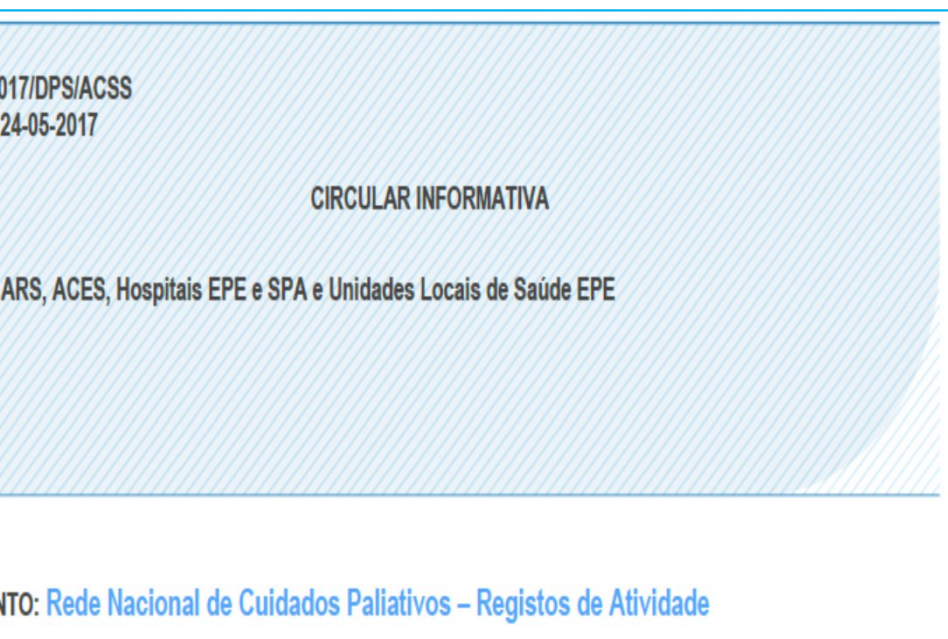 017/DPS/ACSS
24-05-2017
CIRCULAR INFORMATIVA
ARS, ACES, Hospitais EPE e SPA e Unidades Locais de Saúde EPE
NTO: Rede Nacional de Cuidados Paliativos – Registos de Atividade